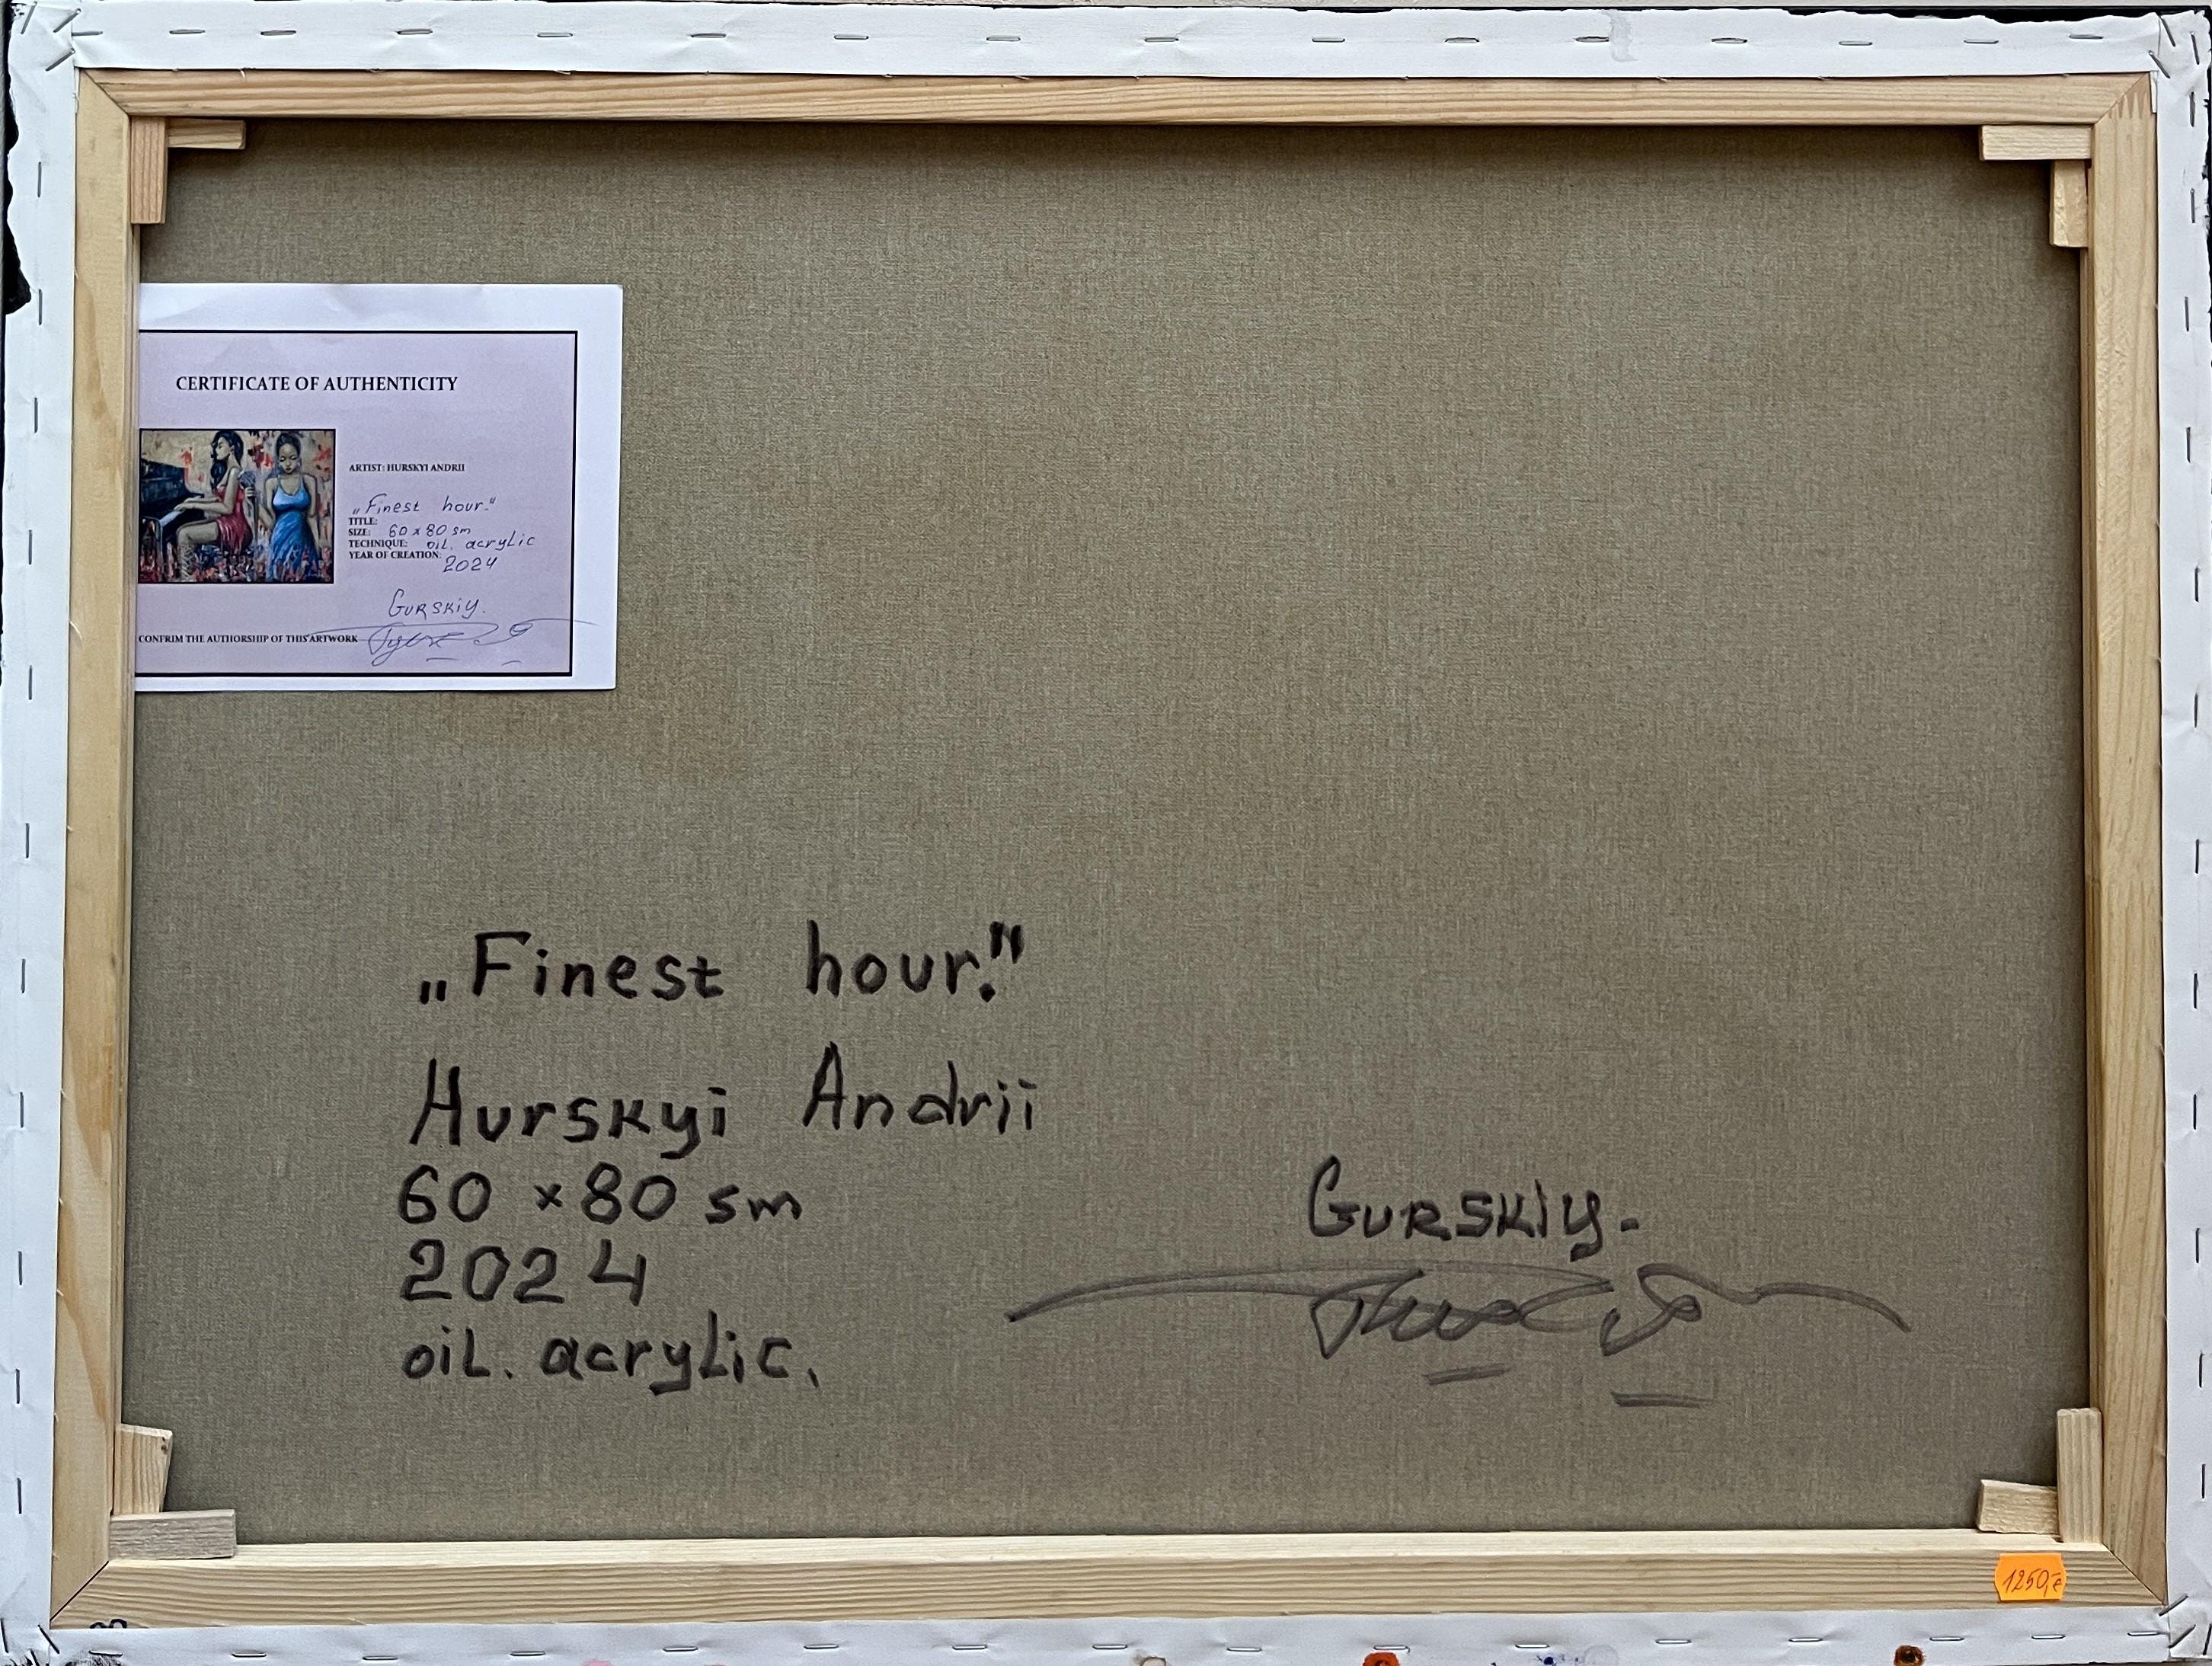 CERTIFICATE OF AUTHENTICITY
ARTIST: HURSKYI ANDRII
„Finest hour."
TITLE:
SIZE: 60 x 80 sm
TECHNIQUE: oil. acrylic
YEAR OF CREATION:
2024
Gurskiy.
CONFRIM THE AUTHORSHIP OF THIS ARTWORK
„Finest hour."
Hurskyi Andrii
60 x 80 sm
2024
oil. acrylic.
Gurskiy.
1250,-€